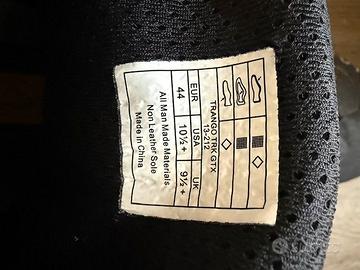 TRANGO TRK GTX
13-212
EUR USA UK
44 10½+ 9½+
All Man Made Materials
Non Leather Sole
Made in China